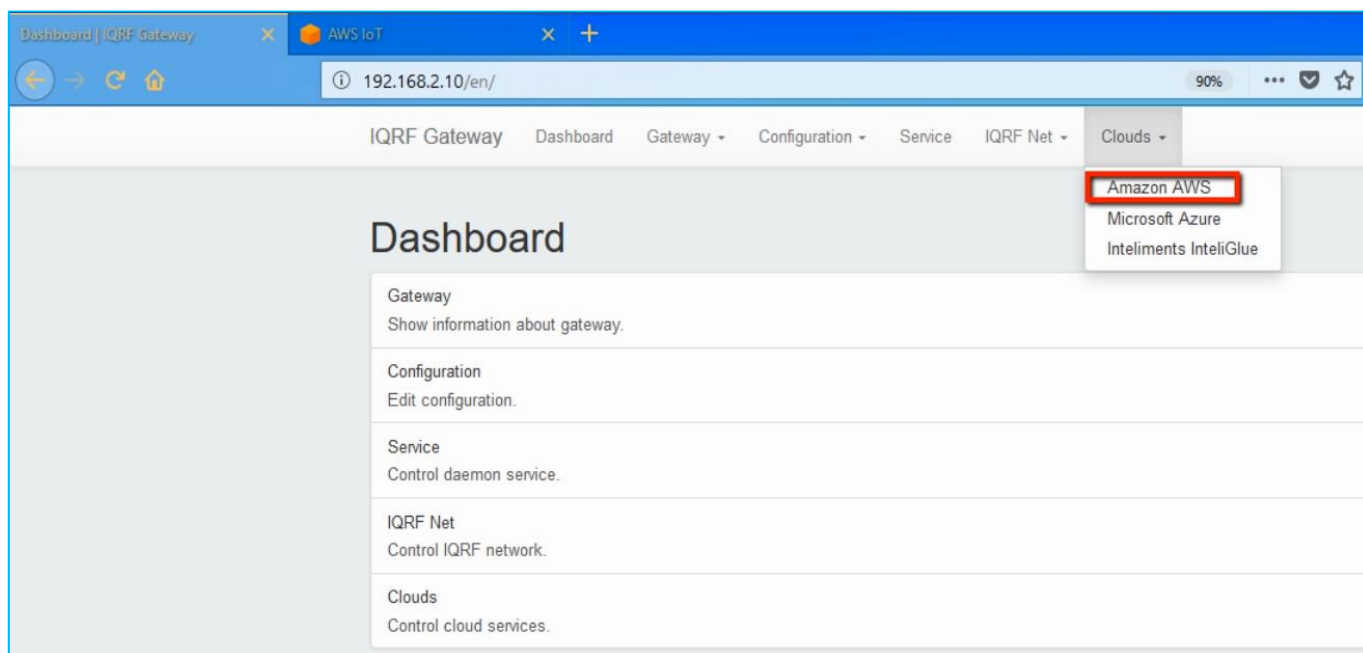 Dashboard | IQRF Gateway
AWS IoT
192.168.2.10/en/
90%
IQRF Gateway Dashboard Gateway Configuration Service IQRF Net Clouds
Amazon AWS
Microsoft Azure
Inteliments InteliGlue
Dashboard
Gateway
Show information about gateway.
Configuration
Edit configuration.
Service
Control daemon service.
IQRF Net
Control IQRF network.
Clouds
Control cloud services.